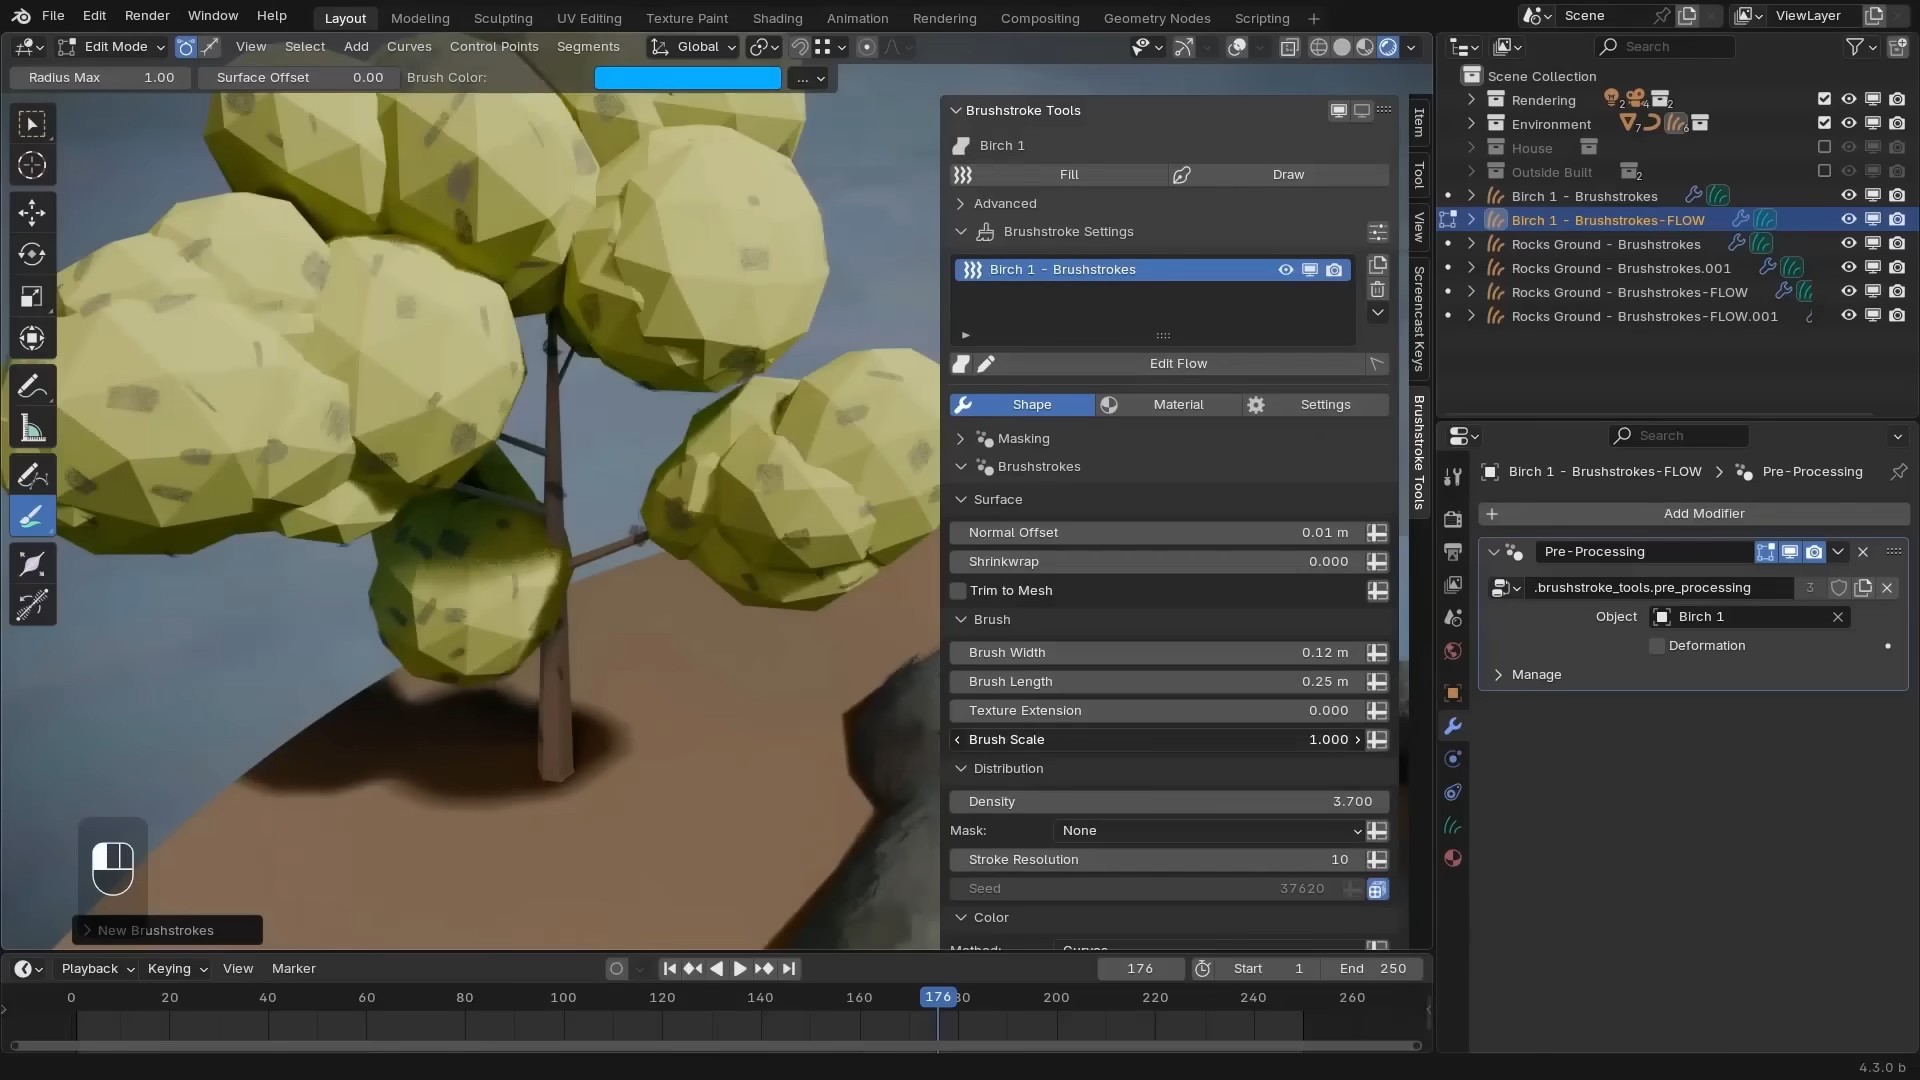 File Edit Render Window Help Layout Modeling Sculpting UV Editing Texture Paint Shading Animation Rendering Compositing Geometry Nodes Scripting Scene ViewLayer
Edit Mode View Select Add Curves Control Points Segments Global
Radius Max 1.00 Surface Offset 0.00 Brush Color: ...
Brushstroke Tools
Birch 1
Fill Draw
Advanced
Brushstroke Settings
Birch 1 - Brushstrokes
Edit Flow
Shape Material Settings
Masking
Brushstrokes
Surface
Normal Offset 0.01 m
Shrinkwrap 0.000
Trim to Mesh
Brush
Brush Width 0.12 m
Brush Length 0.25 m
Texture Extension 0.000
Brush Scale 1.000
Distribution
Density 3.700
Mask: None
Stroke Resolution 10
Seed 37620
Color
Item
Tool
View
Screencast Keys
Brushstroke Tools
New Brushstrokes
Search
Scene Collection
Rendering 2 4 2
Environment 7 6
House
Outside Built 2
Birch 1 - Brushstrokes
Birch 1 - Brushstrokes-FLOW
Rocks Ground - Brushstrokes
Rocks Ground - Brushstrokes.001
Rocks Ground - Brushstrokes-FLOW
Rocks Ground - Brushstrokes-FLOW.001
Search
Birch 1 - Brushstrokes-FLOW > Pre-Processing
+ Add Modifier
Pre-Processing
.brushstroke_tools.pre_processing 3
Object Birch 1
Deformation
Manage
Playback Keying View Marker 176 Start 1 End 250
0 20 40 60 80 100 120 140 160 176 200 220 240 260
4.3.0 b